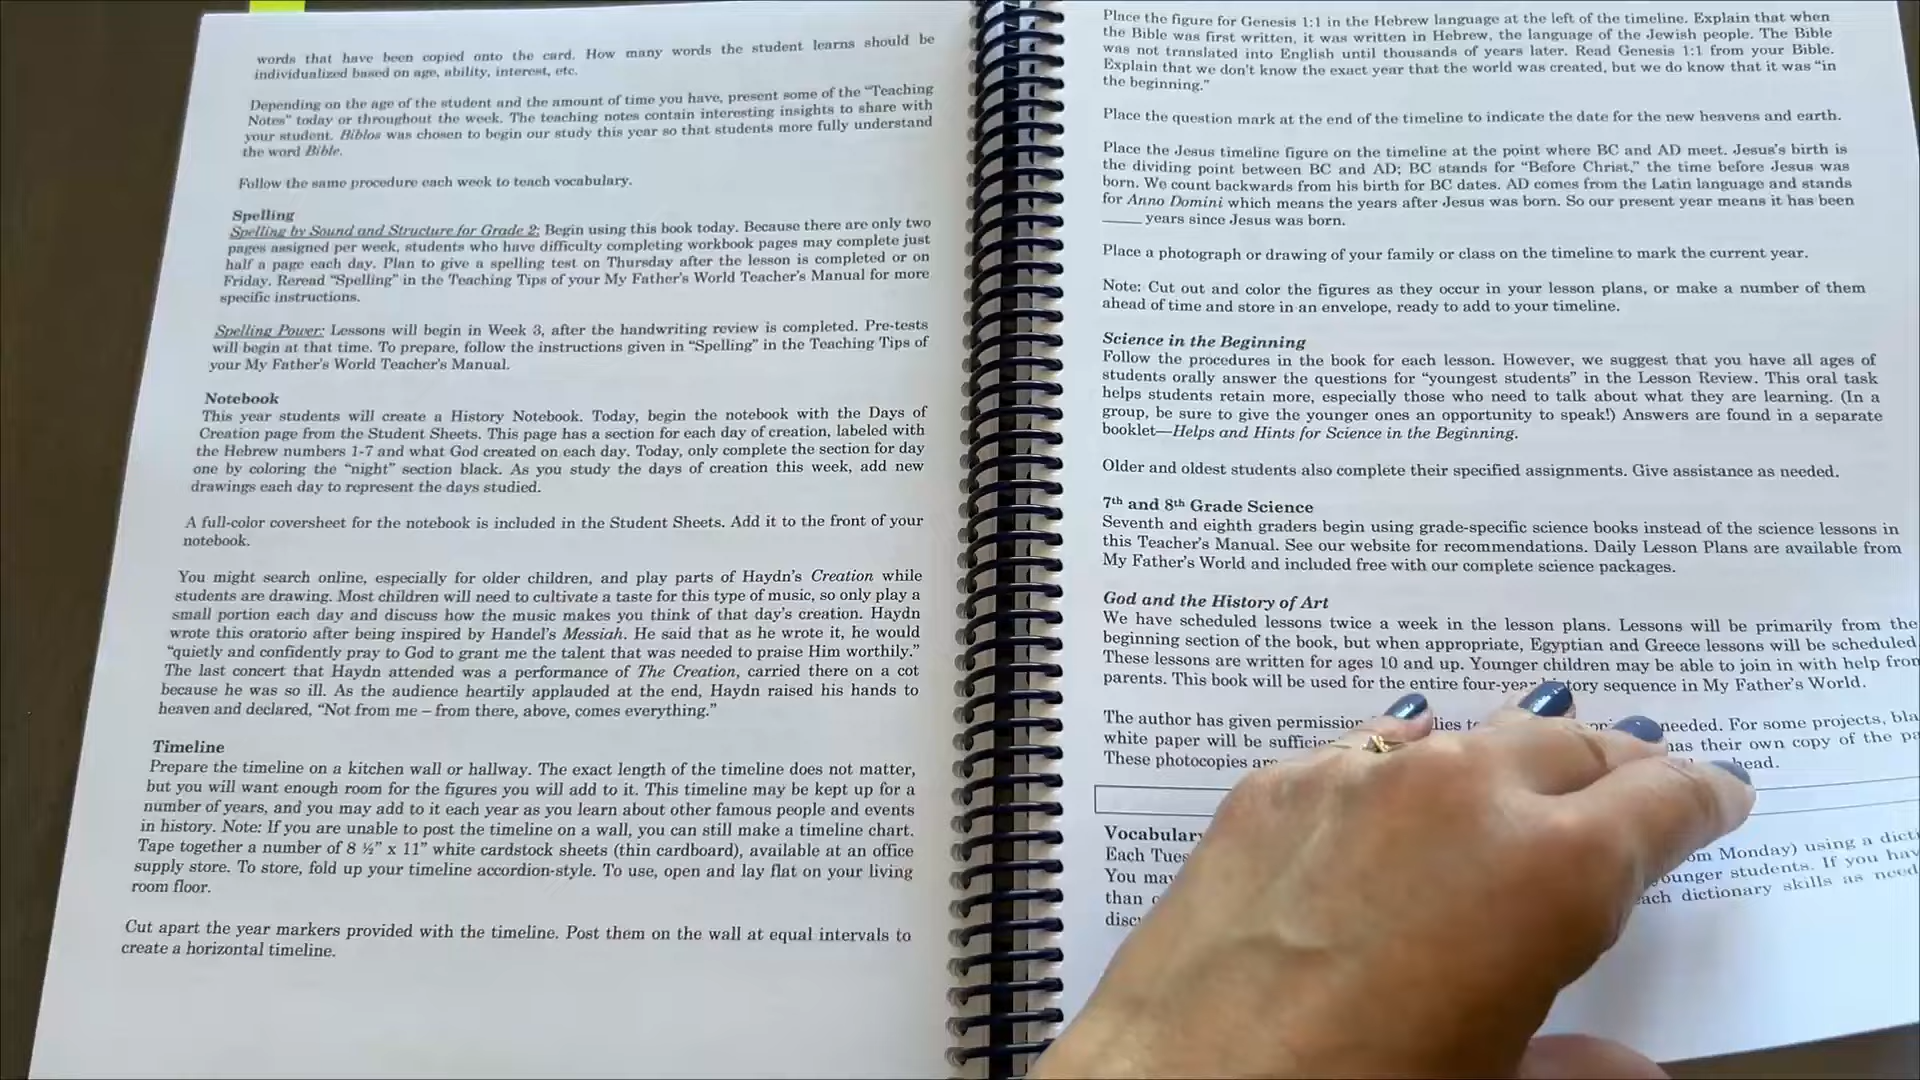 words that have been copied onto the card. How many words the student learns should be
individualized based on age, ability, interest, etc.
Depending on the age of the student and the amount of time you have, present some of the “Teaching
Notes” today or throughout the week. The teaching notes contain interesting insights to share with
your student. Biblos was chosen to begin our study this year so that students more fully understand
the word Bible.
Follow the same procedure each week to teach vocabulary.
Spelling
Spelling by Sound and Structure for Grade 2: Begin using this book today. Because there are only two
pages assigned per week, students who have difficulty completing workbook pages may complete just
half a page each day. Plan to give a spelling test on Thursday after the lesson is completed or on
Friday. Reread “Spelling” in the Teaching Tips of your My Father’s World Teacher’s Manual for more
specific instructions.
Spelling Power: Lessons will begin in Week 3, after the handwriting review is completed. Pre-tests
will begin at that time. To prepare, follow the instructions given in “Spelling” in the Teaching Tips of
your My Father’s World Teacher’s Manual.
Notebook
This year students will create a History Notebook. Today, begin the notebook with the Days of
Creation page from the Student Sheets. This page has a section for each day of creation, labeled with
the Hebrew numbers 1-7 and what God created on each day. Today, only complete the section for day
one by coloring the “night” section black. As you study the days of creation this week, add new
drawings each day to represent the days studied.
A full-color coversheet for the notebook is included in the Student Sheets. Add it to the front of your
notebook.
You might search online, especially for older children, and play parts of Haydn’s Creation while
students are drawing. Most children will need to cultivate a taste for this type of music, so only play a
small portion each day and discuss how the music makes you think of that day’s creation. Haydn
wrote this oratorio after being inspired by Handel’s Messiah. He said that as he wrote it, he would
“quietly and confidently pray to God to grant me the talent that was needed to praise Him worthily.”
The last concert that Haydn attended was a performance of The Creation, carried there on a cot
because he was so ill. As the audience heartily applauded at the end, Haydn raised his hands to
heaven and declared, “Not from me – from there, above, comes everything.”
Timeline
Prepare the timeline on a kitchen wall or hallway. The exact length of the timeline does not matter,
but you will want enough room for the figures you will add to it. This timeline may be kept up for a
number of years, and you may add to it each year as you learn about other famous people and events
in history. Note: If you are unable to post the timeline on a wall, you can still make a timeline chart.
Tape together a number of 8 ½” x 11” white cardstock sheets (thin cardboard), available at an office
supply store. To store, fold up your timeline accordion-style. To use, open and lay flat on your living
room floor.
Cut apart the year markers provided with the timeline. Post them on the wall at equal intervals to
create a horizontal timeline.
Place the figure for Genesis 1:1 in the Hebrew language at the left of the timeline. Explain that when
the Bible was first written, it was written in Hebrew, the language of the Jewish people. The Bible
was not translated into English until thousands of years later. Read Genesis 1:1 from your Bible.
Explain that we don’t know the exact year that the world was created, but we do know that it was “in
the beginning.”
Place the question mark at the end of the timeline to indicate the date for the new heavens and earth.
Place the Jesus timeline figure on the timeline at the point where BC and AD meet. Jesus’s birth is
the dividing point between BC and AD; BC stands for “Before Christ,” the time before Jesus was
born. We count backwards from his birth for BC dates. AD comes from the Latin language and stands
for Anno Domini which means the years after Jesus was born. So our present year means it has been
_____ years since Jesus was born.
Place a photograph or drawing of your family or class on the timeline to mark the current year.
Note: Cut out and color the figures as they occur in your lesson plans, or make a number of them
ahead of time and store in an envelope, ready to add to your timeline.
Science in the Beginning
Follow the procedures in the book for each lesson. However, we suggest that you have all ages of
students orally answer the questions for “youngest students” in the Lesson Review. This oral task
helps students retain more, especially those who need to talk about what they are learning. (In a
group, be sure to give the younger ones an opportunity to speak!) Answers are found in a separate
booklet—Helps and Hints for Science in the Beginning.
Older and oldest students also complete their specified assignments. Give assistance as needed.
7th and 8th Grade Science
Seventh and eighth graders begin using grade-specific science books instead of the science lessons in
this Teacher’s Manual. See our website for recommendations. Daily Lesson Plans are available from
My Father’s World and included free with our complete science packages.
God and the History of Art
We have scheduled lessons twice a week in the lesson plans. Lessons will be primarily from the
beginning section of the book, but when appropriate, Egyptian and Greece lessons will be scheduled
These lessons are written for ages 10 and up. Younger children may be able to join in with help from
parents. This book will be used for the entire four-year history sequence in My Father’s World.
The author has given permission needed. For some projects,
white paper will be has their own copy of the
These photocopies
Each
You
than dictionary skills as
Monday) using a
younger students. If you